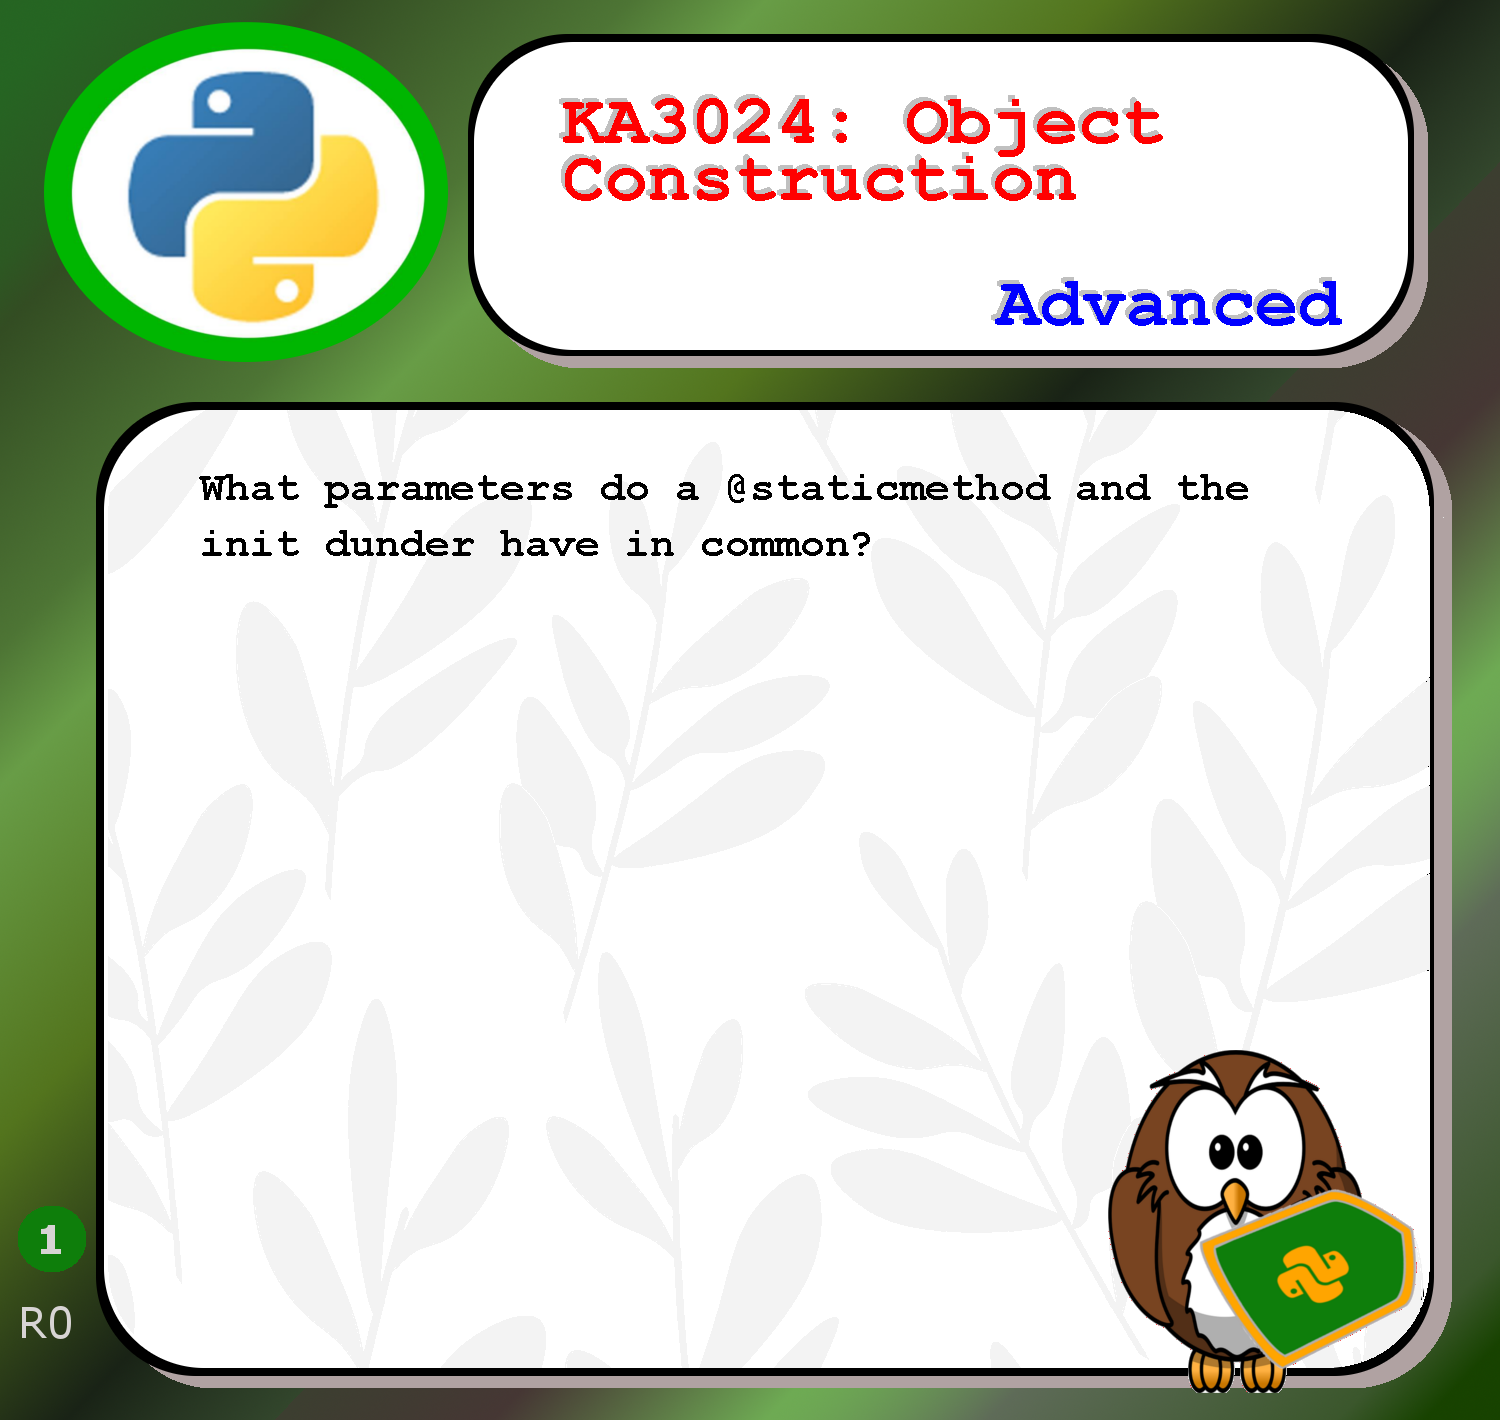 KA3024: Object
Construction
Advanced
What parameters do a @staticmethod and the
init dunder have in common?
1
R0